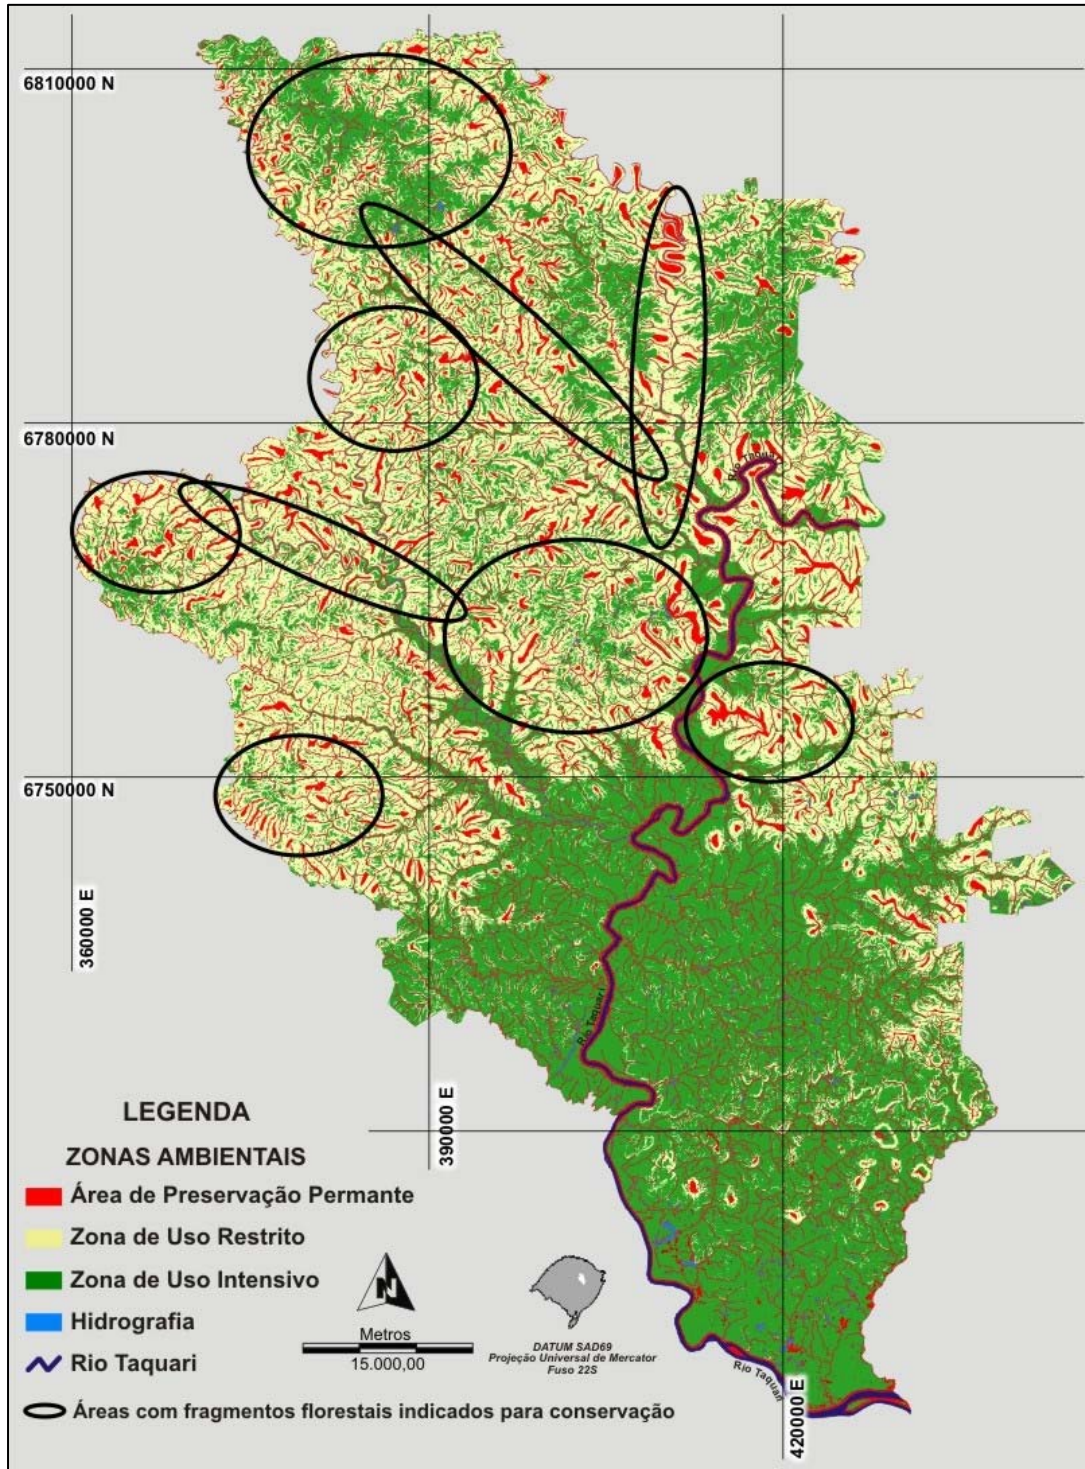 6810000 N
6780000 N
Rio Taquari
6750000 N
360000 E
Rio Taquari
390000 E
LEGENDA
ZONAS AMBIENTAIS
Área de Preservação Permante
Zona de Uso Restrito
Zona de Uso Intensivo
Hidrografia
Rio Taquari
Áreas com fragmentos florestais indicados para conservação
N
Metros
15.000,00
DATUM SAD69
Projeção Universal de Mercator
Fuso 22S
Rio Taquari
420000 E